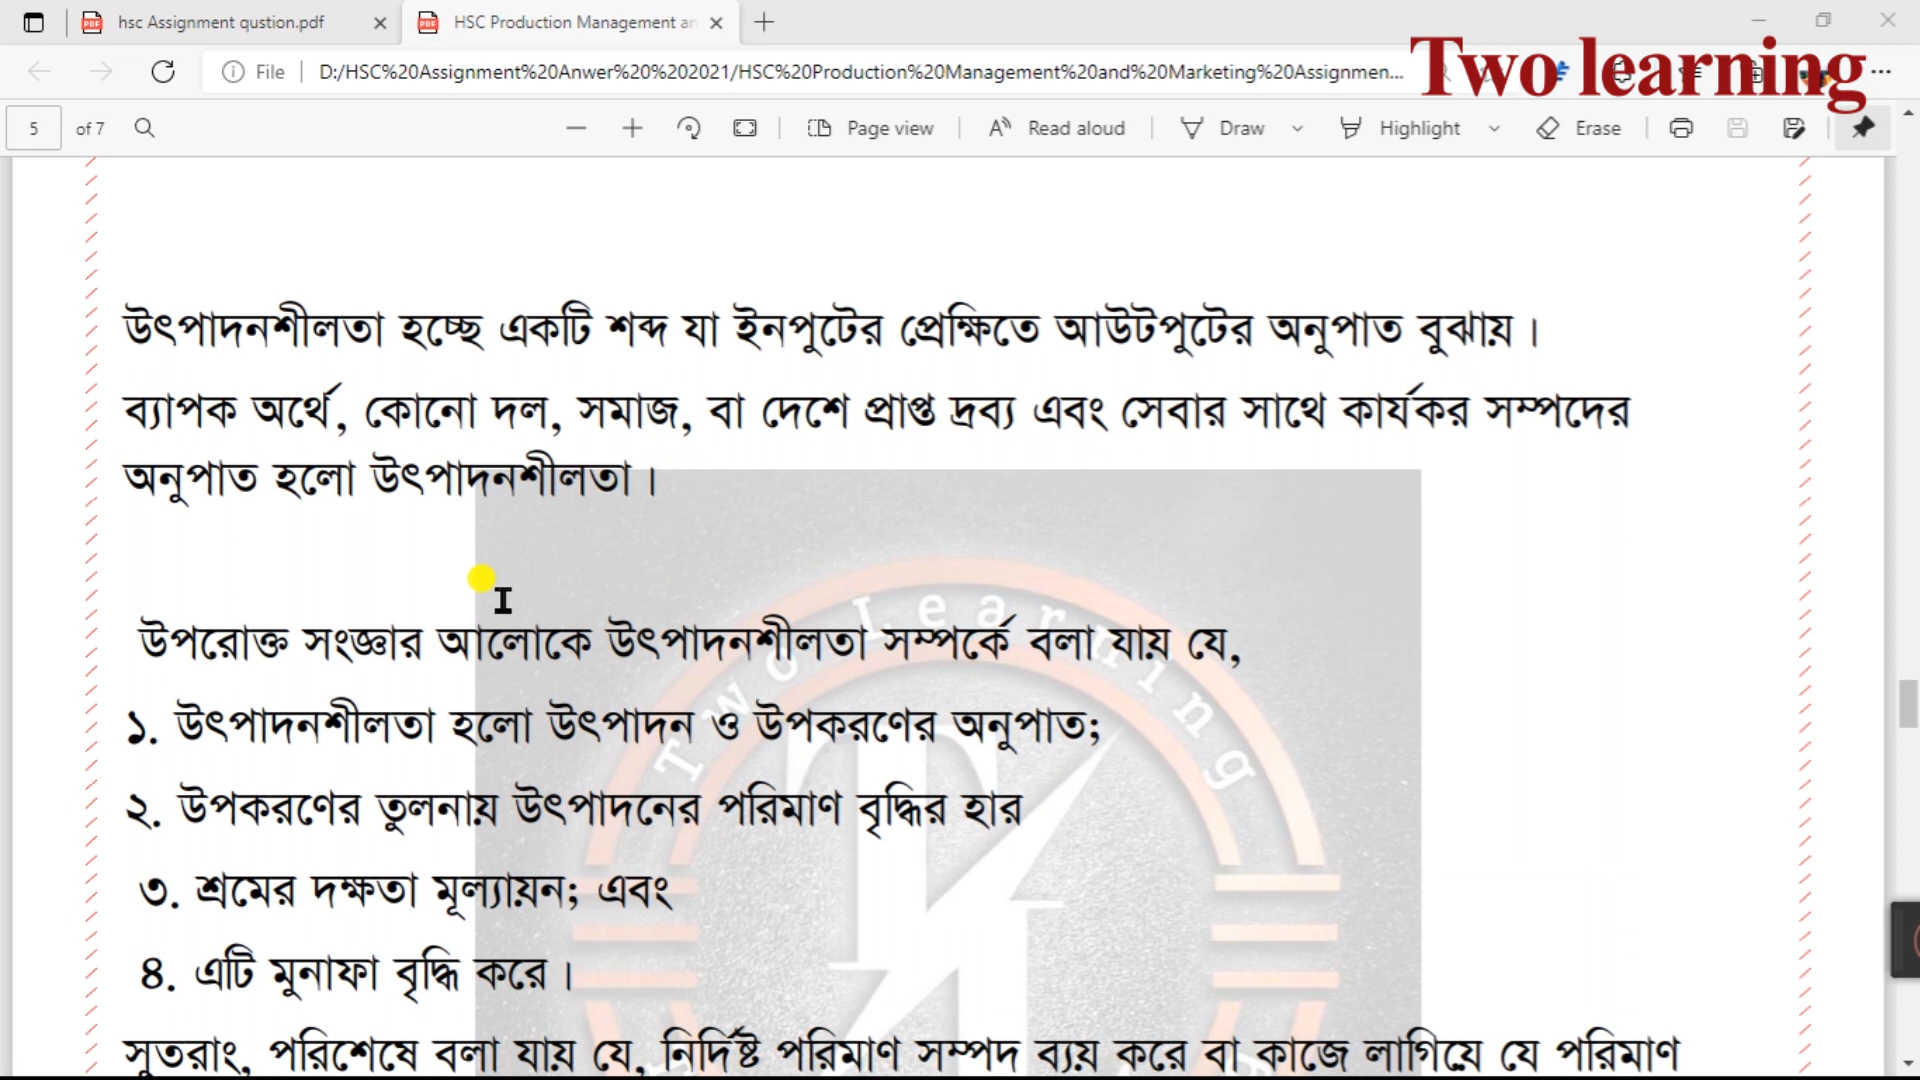 hsc Assignment qustion.pdf
HSC Production Management an
Two learning
File
D:/HSC%20Assignment%20Anwer%20%202021/HSC%20Production%20Management%20and%20Marketing%20Assignmen...
5 of 7
Page view
Read aloud
Draw
Highlight
Erase
উৎপাদনশীলতা হচ্ছে একটি শব্দ যা ইনপুটের প্রেক্ষিতে আউটপুটের অনুপাত বুঝায়।
ব্যাপক অর্থে, কোনো দল, সমাজ, বা দেশে প্রাপ্ত দ্রব্য এবং সেবার সাথে কার্যকর সম্পদের
অনুপাত হলো উৎপাদনশীলতা।
Two Learning
উপরোক্ত সংজ্ঞার আলোকে উৎপাদনশীলতা সম্পর্কে বলা যায় যে,
১. উৎপাদনশীলতা হলো উৎপাদন ও উপকরণের অনুপাত;
২. উপকরণের তুলনায় উৎপাদনের পরিমাণ বৃদ্ধির হার
৩. শ্রমের দক্ষতা মূল্যায়ন; এবং
৪. এটি মুনাফা বৃদ্ধি করে।
সুতরাং, পরিশেষে বলা যায় যে, নির্দিষ্ট পরিমাণ সম্পদ ব্যয় করে বা কাজে লাগিয়ে যে পরিমাণ